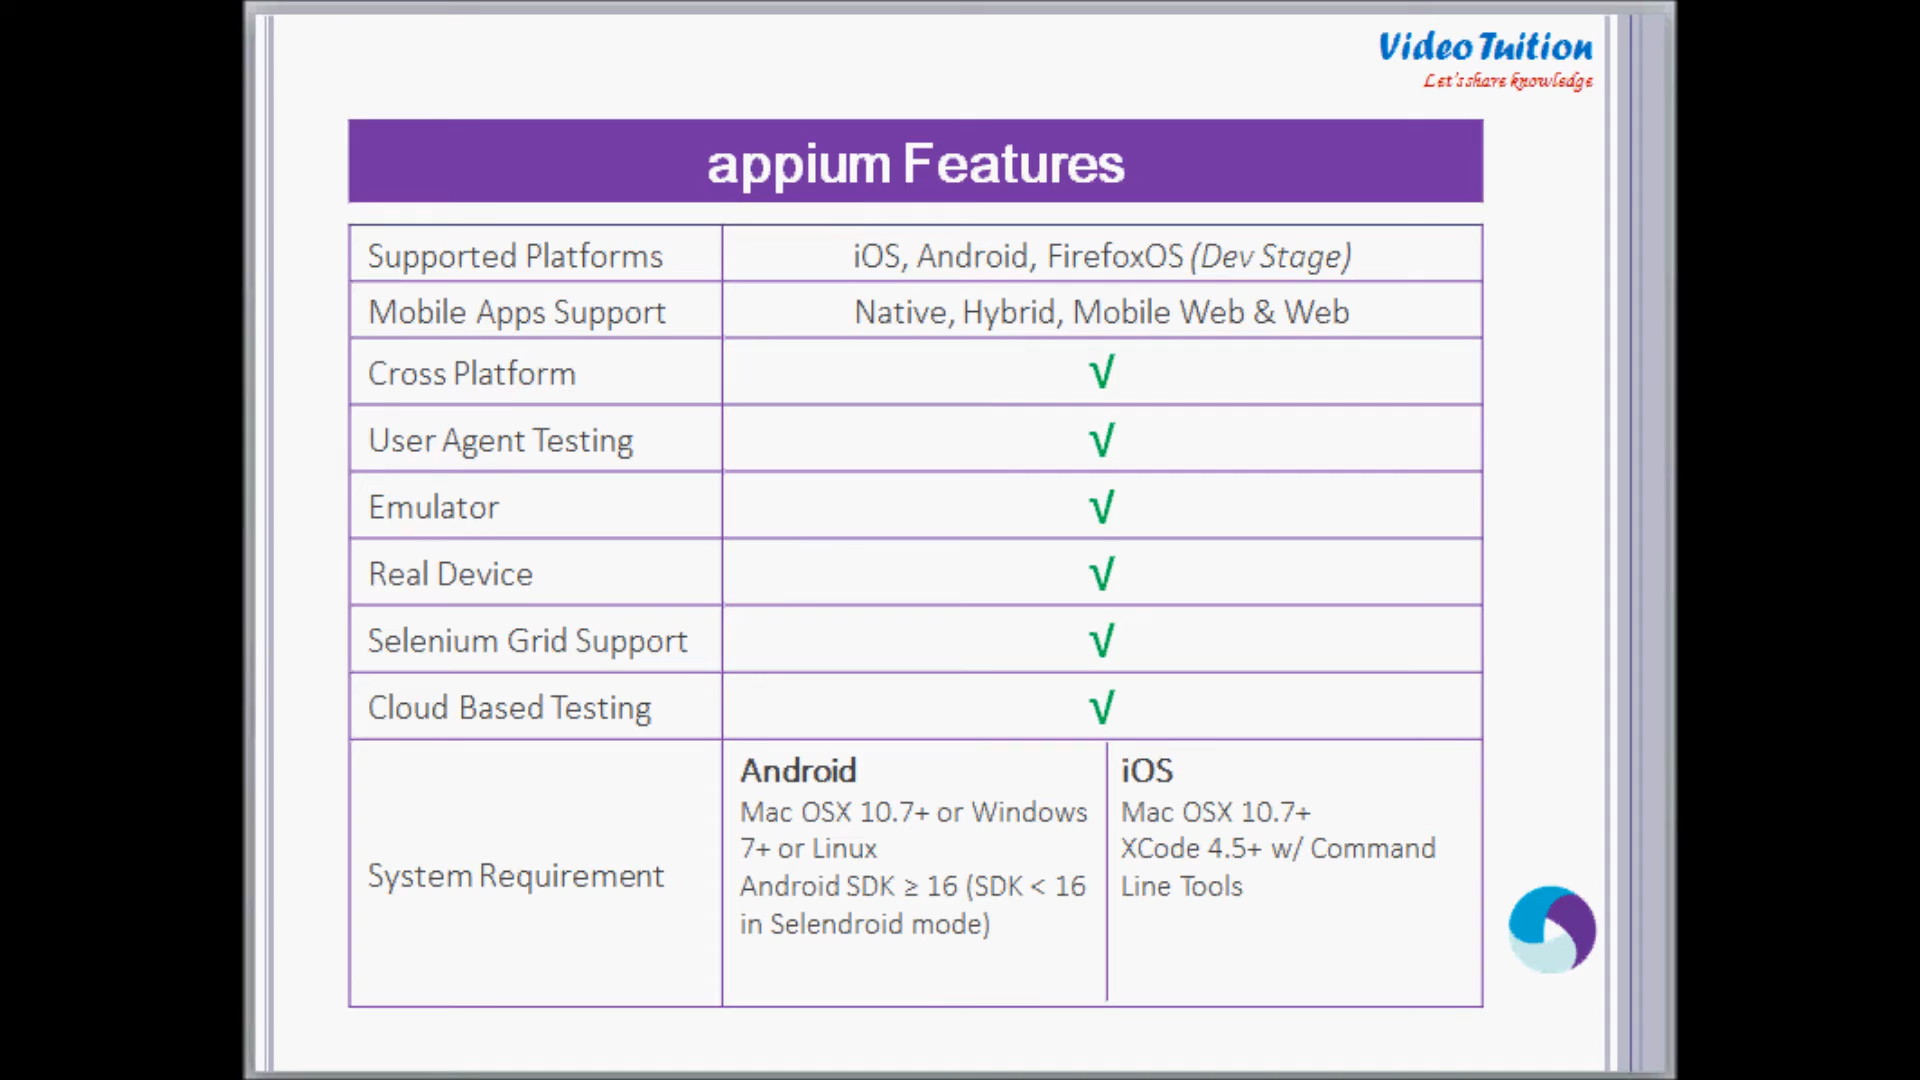 Video Tuition
Let's share knowledge
appium Features
Supported Platforms
iOS, Android, FirefoxOS (Dev Stage)
Mobile Apps Support
Native, Hybrid, Mobile Web & Web
Cross Platform
√
User Agent Testing
√
Emulator
√
Real Device
√
Selenium Grid Support
√
Cloud Based Testing
√
System Requirement
Android
Mac OSX 10.7+ or Windows
7+ or Linux
Android SDK ≥ 16 (SDK < 16
in Selendroid mode)
iOS
Mac OSX 10.7+
XCode 4.5+ w/ Command
Line Tools